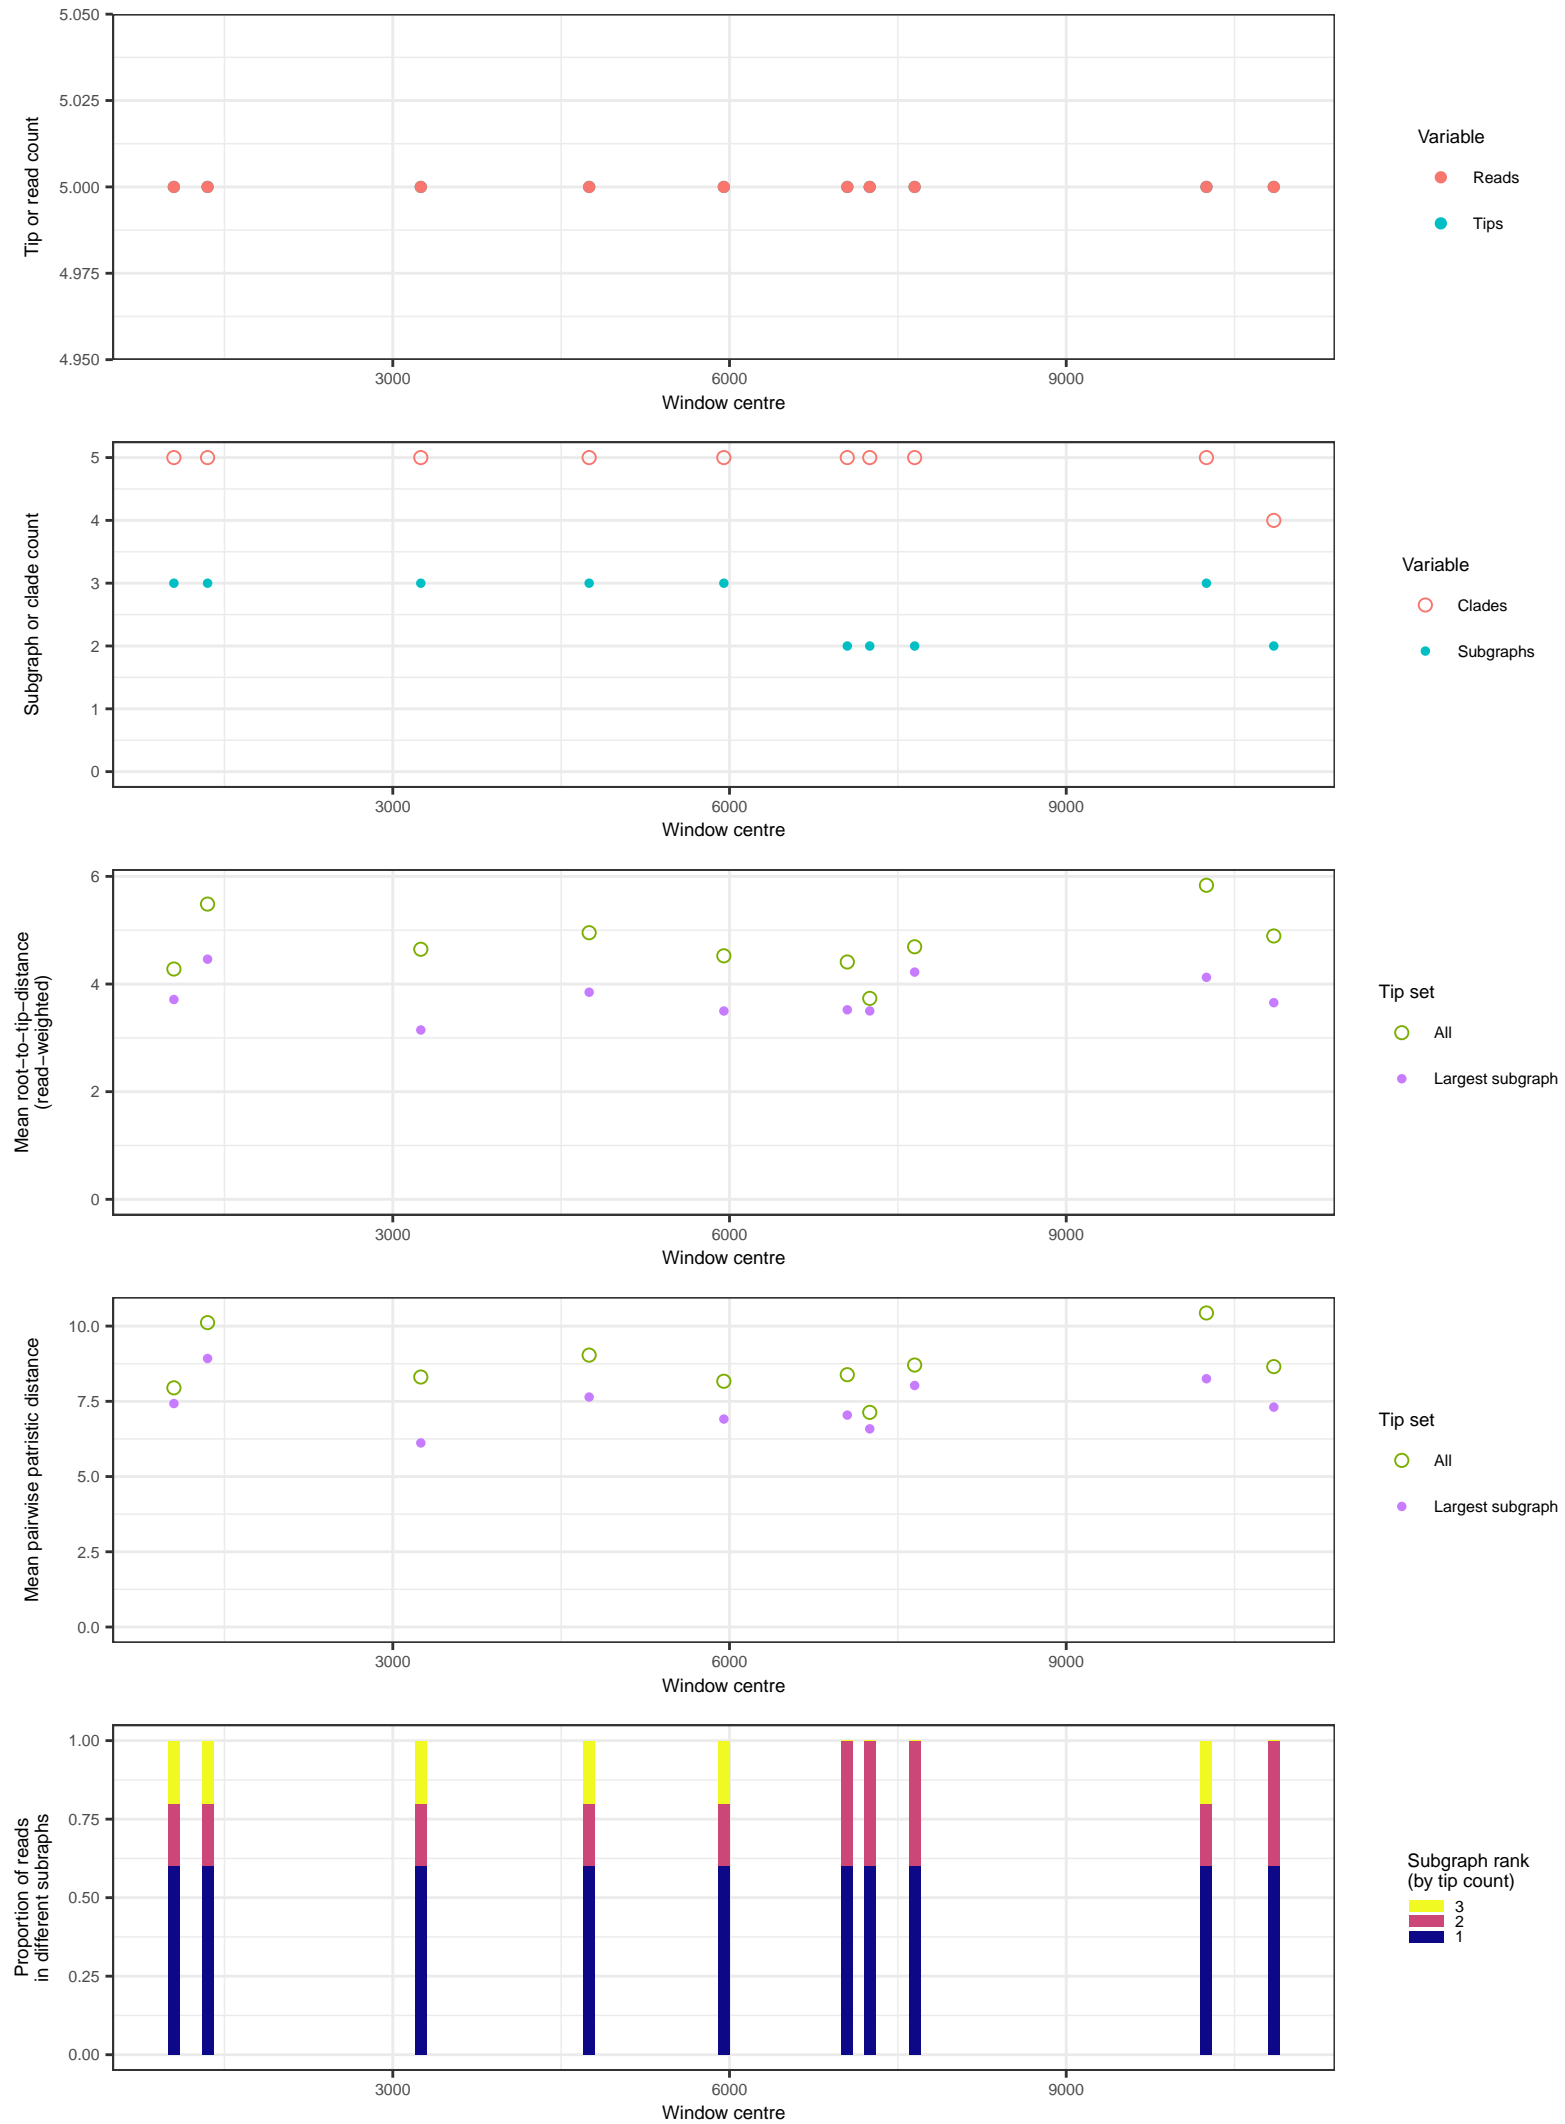 5.050
5.025
5.000
4.975
4.950
Tip or read count
3000 6000 9000
Window centre
Variable
Reads
Tips
5
4
3
2
1
0
Subgraph or clade count
3000 6000 9000
Window centre
Variable
Clades
Subgraphs
6
4
2
0
Mean root−to−tip−distance
(read−weighted)
3000 6000 9000
Window centre
Tip set
All
Largest subgraph
10.0
7.5
5.0
2.5
0.0
Mean pairwise patristic distance
3000 6000 9000
Window centre
Tip set
All
Largest subgraph
1.00
0.75
0.50
0.25
0.00
Proportion of reads
in different subraphs
3000 6000 9000
Window centre
Subgraph rank
(by tip count)
3
2
1